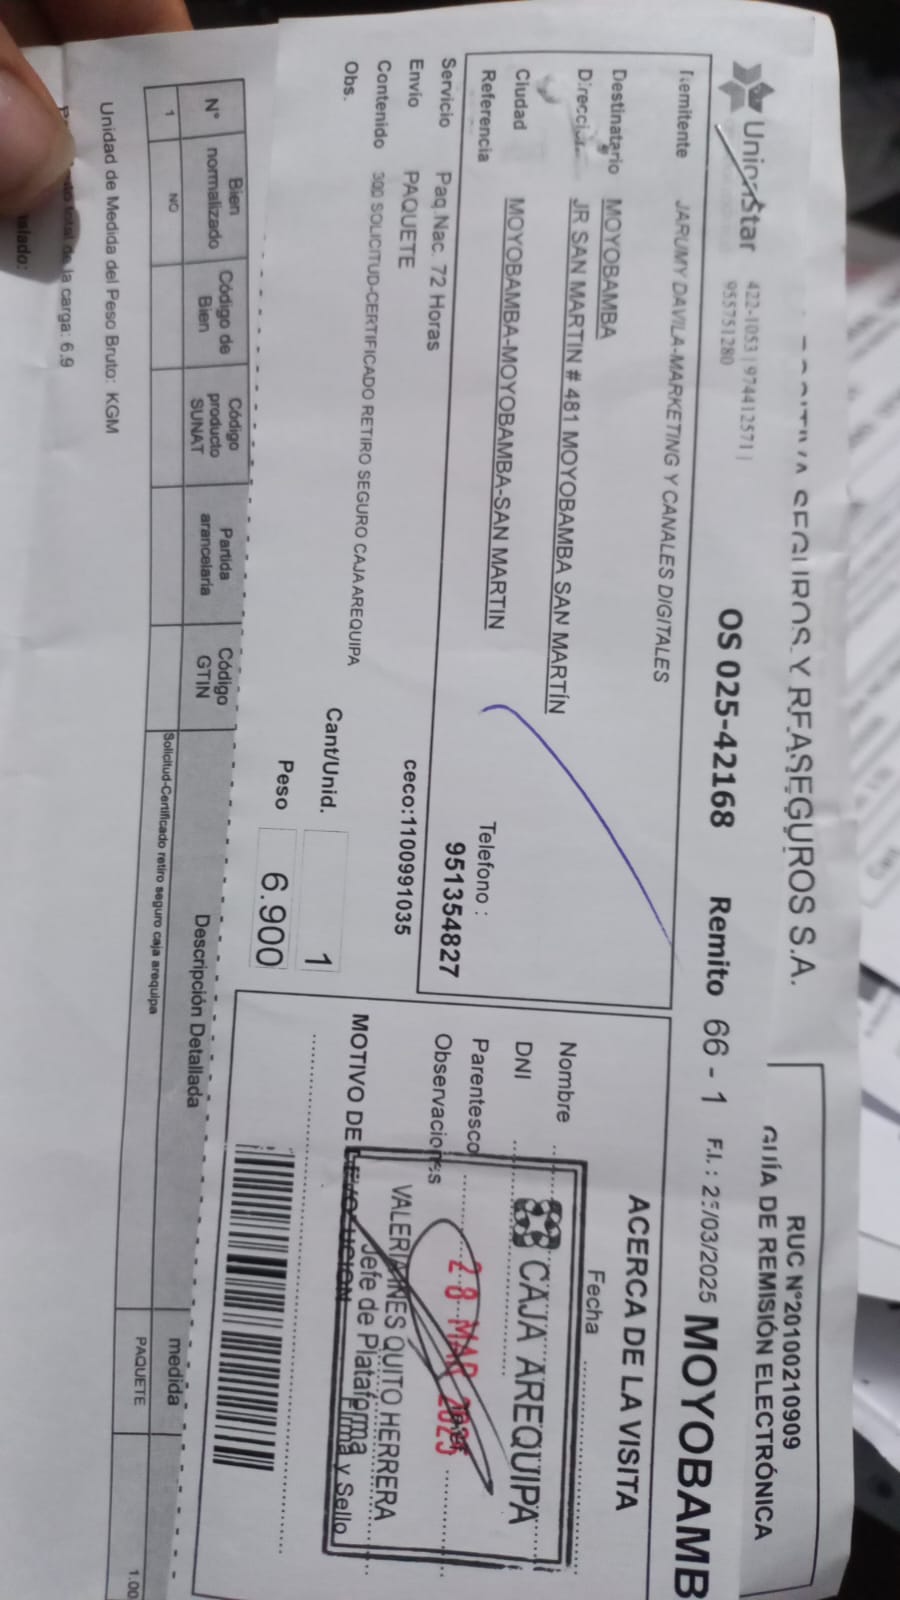 SEGUROS Y REASEGUROS S.A.
RUC N°20100210909
GUÍA DE REMISIÓN ELECTRÓNICA
UnionStar
422-1053 | 974412571 |
955751280
OS 025-42168 Remito 66 - 1 F.I. : 25/03/2025 MOYOBAMB
Remitente JARUMY DAVILA-MARKETING Y CANALES DIGITALES
Destinatario MOYOBAMBA
JR SAN MARTIN # 481 MOYOBAMBA SAN MARTÍN
Ciudad MOYOBAMBA-MOYOBAMBA-SAN MARTIN
Referencia
Telefono :
951354827
Servicio Paq.Nac. 72 Horas
Envío PAQUETE
ceco:1100991035
Contenido 300 SOLICITUD-CERTIFICADO RETIRO SEGURO CAJA AREQUIPA
Obs.
Cant/Unid. 1
Peso 6.900
ACERCA DE LA VISITA
Fecha
Nombre
DNI
Parentesco
Observaciones
MOTIVO DE DEVOLUCION
Firma y Sello
CAJA AREQUIPA
28 MAR 2025
VALERIA INES QUITO HERRERA
Jefe de Plataforma
N° Bien normalizado Código de Bien Código producto SUNAT Partida arancelaria Código GTIN Descripción Detallada medida
1 NO Solicitud-Certificado retiro seguro caja arequipa PAQUETE 1.00
Unidad de Medida del Peso Bruto: KGM
total de la carga: 6.9